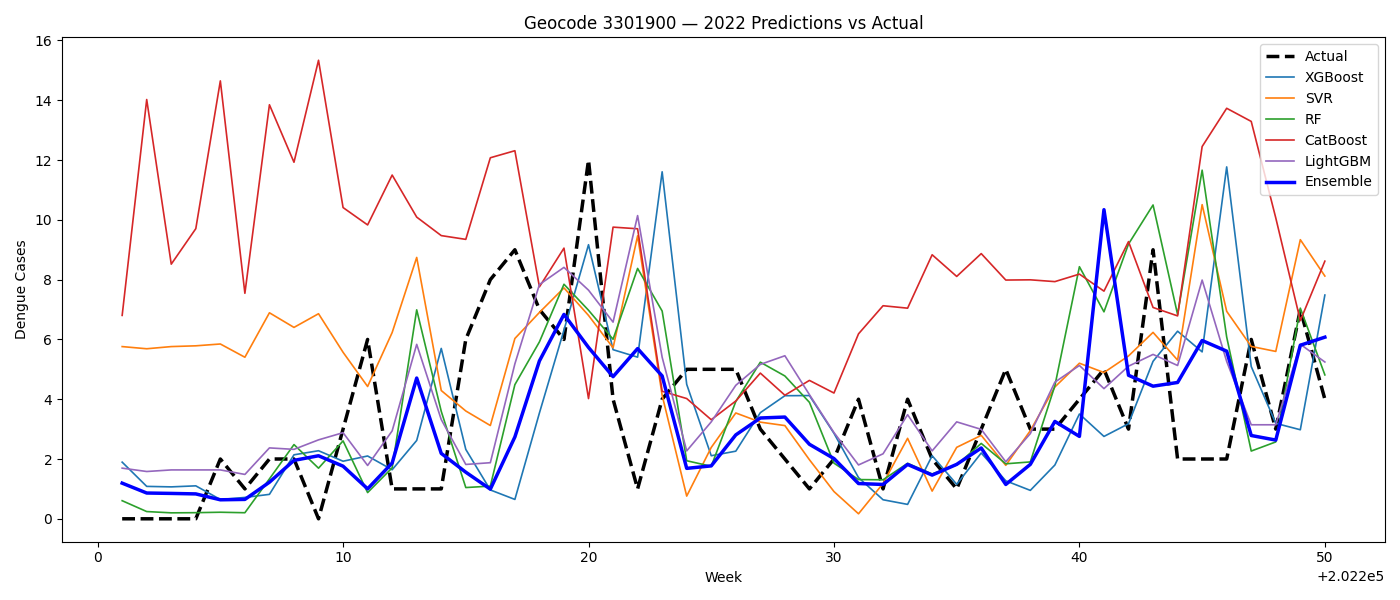 Geocode 3301900 — 2022 Predictions vs Actual
Dengue Cases
16
14
12
10
8
6
4
2
0
0 10 20 30 40 50
+2.022e5
Week
Actual
XGBoost
SVR
RF
CatBoost
LightGBM
Ensemble